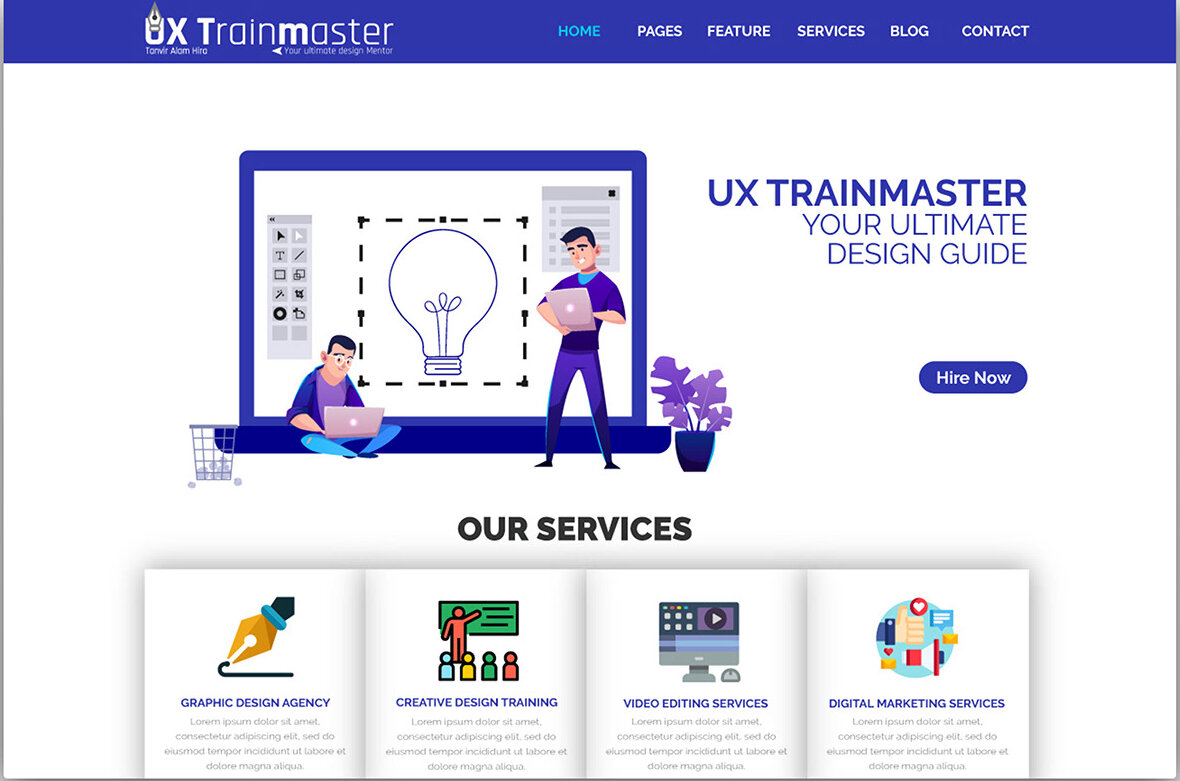 UX Trainmaster
Tanvir Alam Hira
Your ultimate design Mentor
HOME PAGES FEATURE SERVICES BLOG CONTACT
UX TRAINMASTER
YOUR ULTIMATE
DESIGN GUIDE
Hire Now
OUR SERVICES
GRAPHIC DESIGN AGENCY
Lorem ipsum dolor sit amet,
consectetur adipiscing elit, sed do
eiusmod tempor incididunt ut labore et
dolore magna aliqua.
CREATIVE DESIGN TRAINING
Lorem ipsum dolor sit amet,
consectetur adipiscing elit, sed do
eiusmod tempor incididunt ut labore et
dolore magna aliqua.
VIDEO EDITING SERVICES
Lorem ipsum dolor sit amet,
consectetur adipiscing elit, sed do
eiusmod tempor incididunt ut labore et
dolore magna aliqua.
DIGITAL MARKETING SERVICES
Lorem ipsum dolor sit amet,
consectetur adipiscing elit, sed do
eiusmod tempor incididunt ut labore et
dolore magna aliqua.